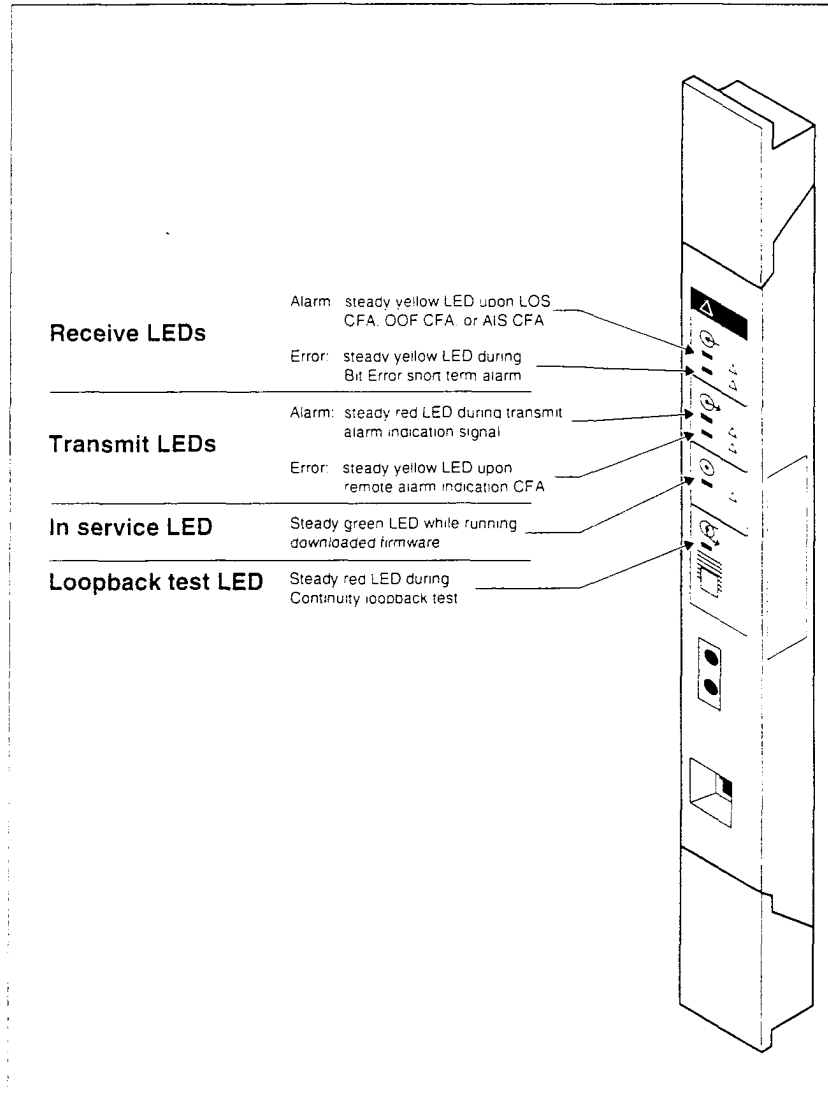 Receive LEDs
Alarm: steady yellow LED upon LOS
CFA, OOF CFA, or AIS CFA
Error: steady yellow LED during
Bit Error short term alarm
Transmit LEDs
Alarm: steady red LED during transmit
alarm indication signal
Error: steady yellow LED upon
remote alarm indication CFA
In service LED
Steady green LED while running
downloaded firmware
Loopback test LED
Steady red LED during
Continuity loopback test